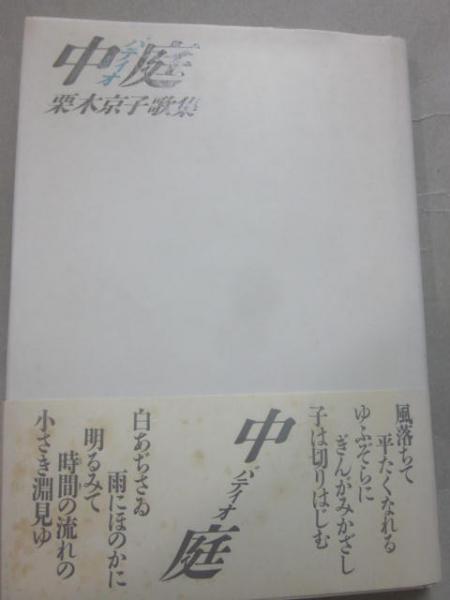 中庭
パティオ
栗木京子歌集
風落ちて
平たくなれる
ゆふぞらに
ぎんがみかざし
子は切りはじむ
中庭
パティオ
白あぢさゐ
雨にほのかに
明るみて
時間の流れの
小さき淵見ゆ